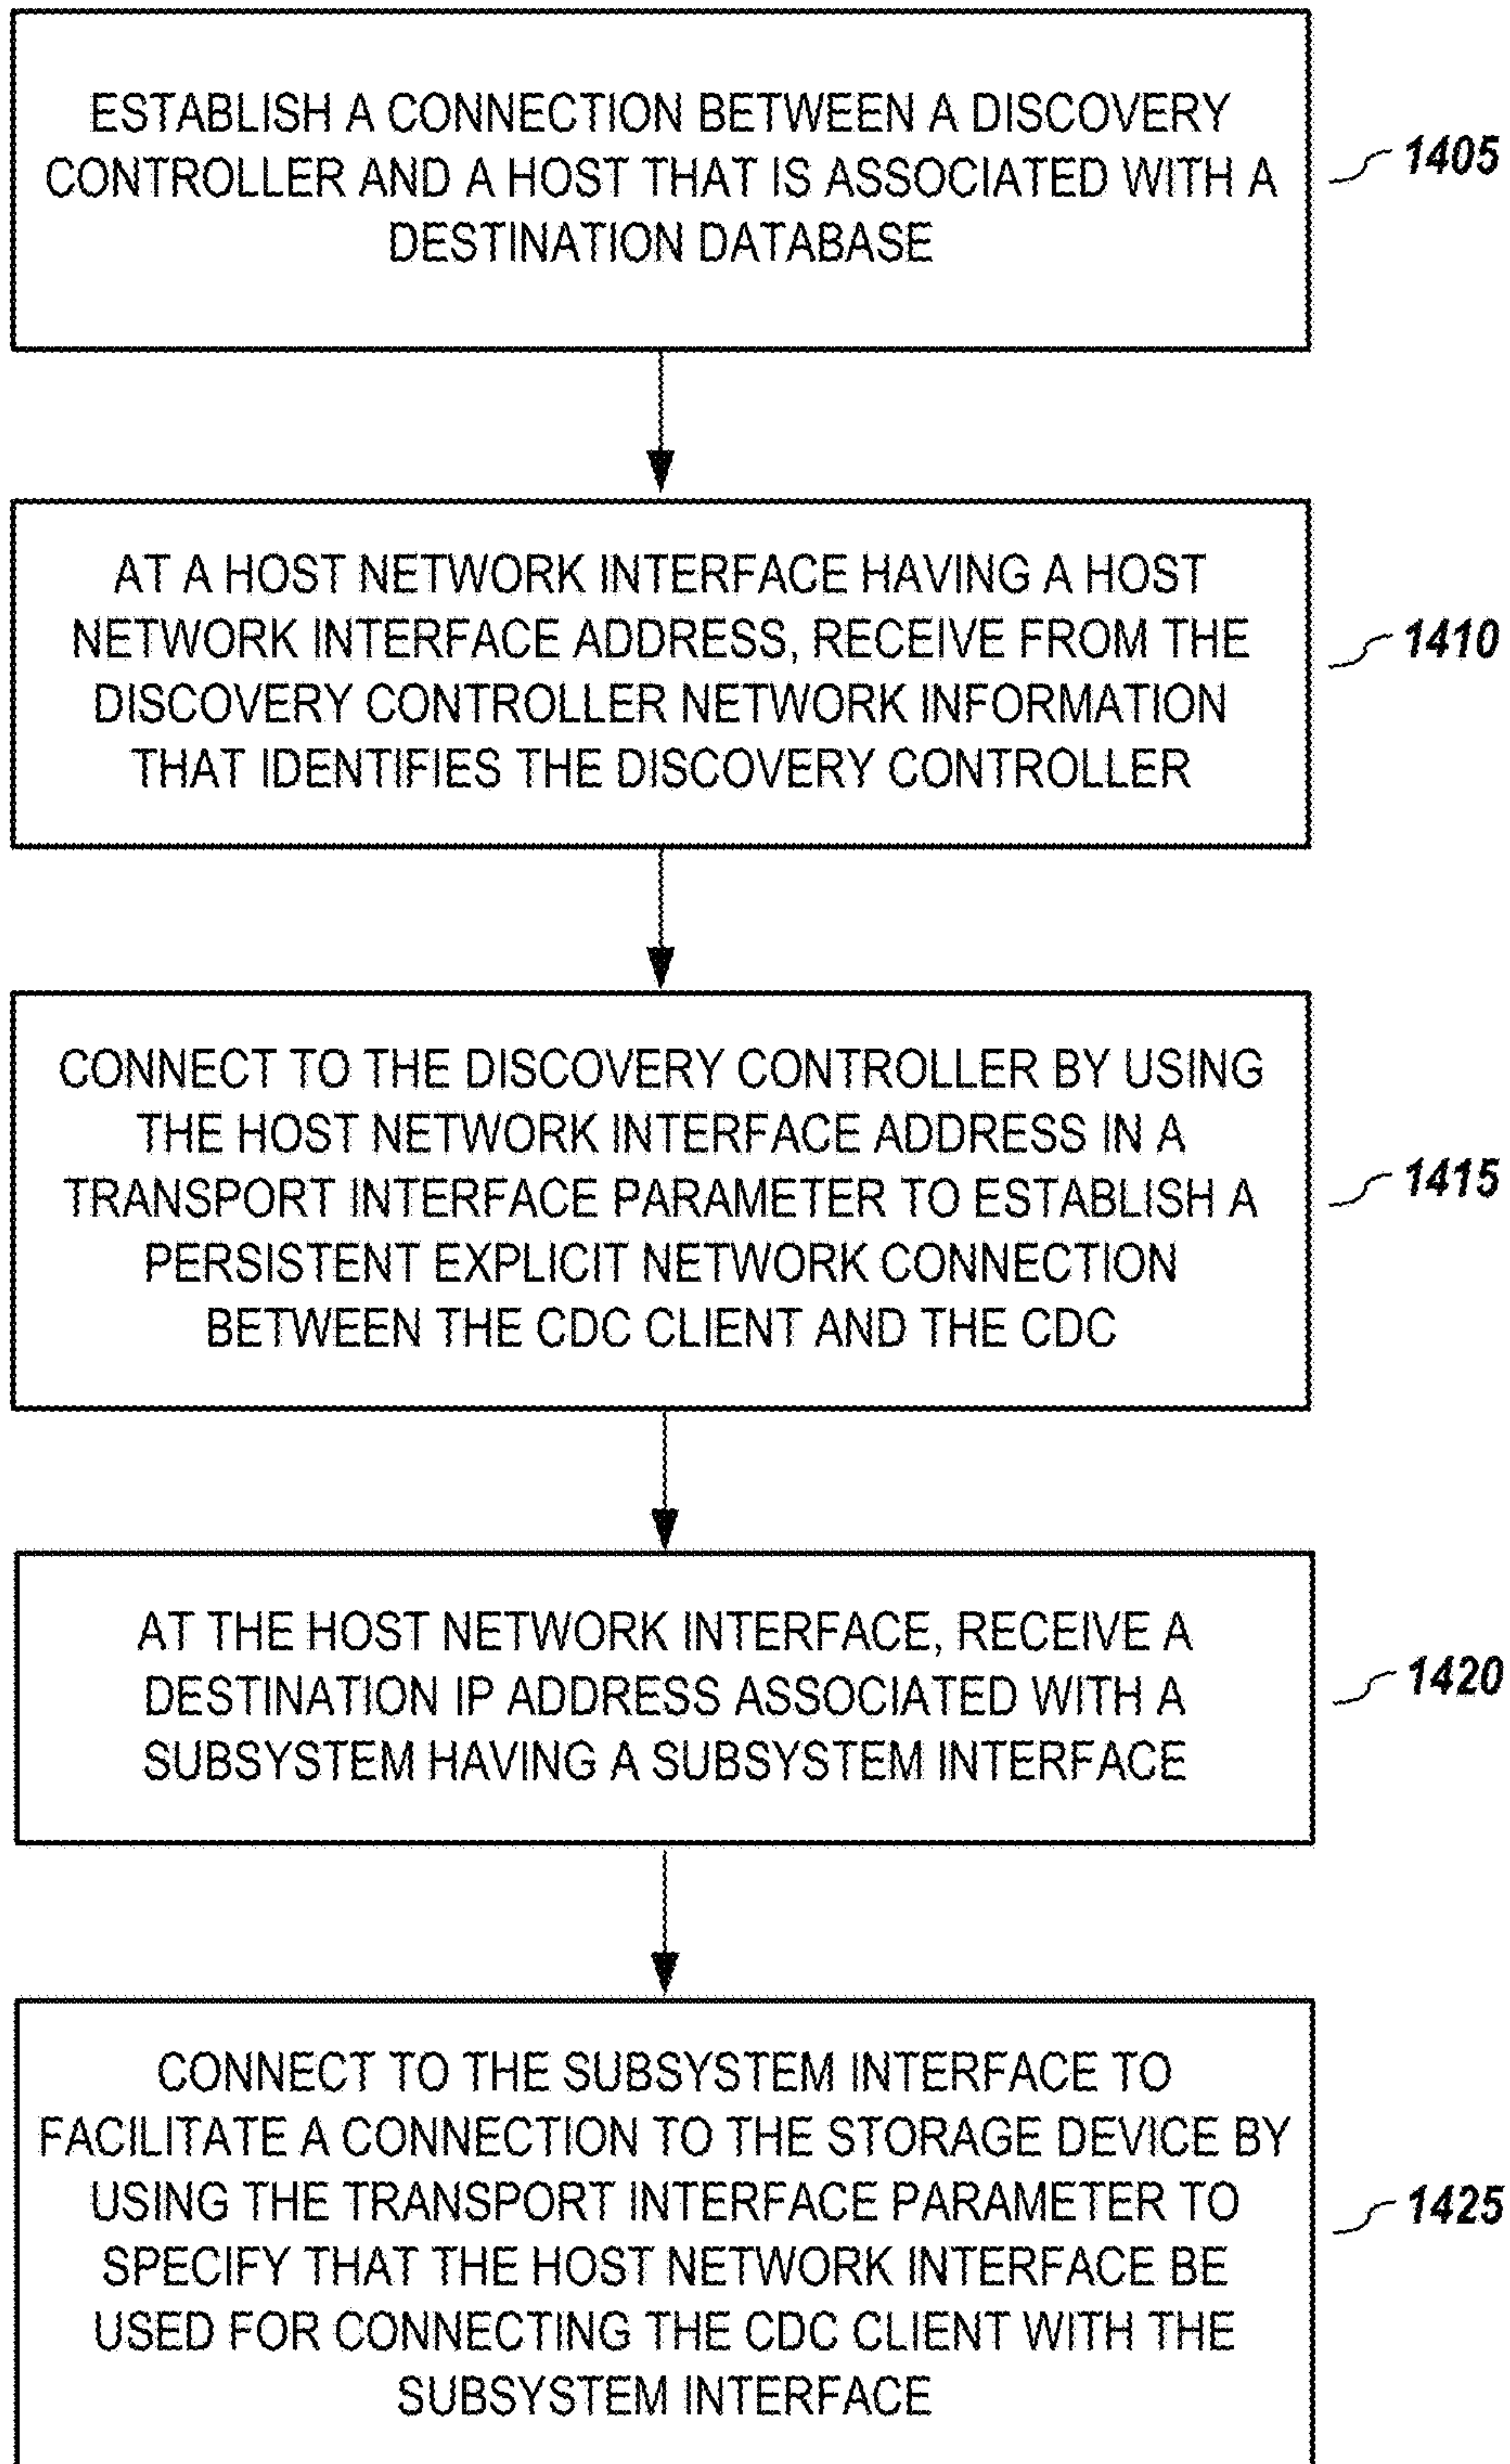 ESTABLISH A CONNECTION BETWEEN A DISCOVERY
CONTROLLER AND A HOST THAT IS ASSOCIATED WITH A
DESTINATION DATABASE
1405
AT A HOST NETWORK INTERFACE HAVING A HOST
NETWORK INTERFACE ADDRESS, RECEIVE FROM THE
DISCOVERY CONTROLLER NETWORK INFORMATION
THAT IDENTIFIES THE DISCOVERY CONTROLLER
1410
CONNECT TO THE DISCOVERY CONTROLLER BY USING
THE HOST NETWORK INTERFACE ADDRESS IN A
TRANSPORT INTERFACE PARAMETER TO ESTABLISH A
PERSISTENT EXPLICIT NETWORK CONNECTION
BETWEEN THE CDC CLIENT AND THE CDC
1415
AT THE HOST NETWORK INTERFACE, RECEIVE A
DESTINATION IP ADDRESS ASSOCIATED WITH A
SUBSYSTEM HAVING A SUBSYSTEM INTERFACE
1420
CONNECT TO THE SUBSYSTEM INTERFACE TO
FACILITATE A CONNECTION TO THE STORAGE DEVICE BY
USING THE TRANSPORT INTERFACE PARAMETER TO
SPECIFY THAT THE HOST NETWORK INTERFACE BE
USED FOR CONNECTING THE CDC CLIENT WITH THE
SUBSYSTEM INTERFACE
1425